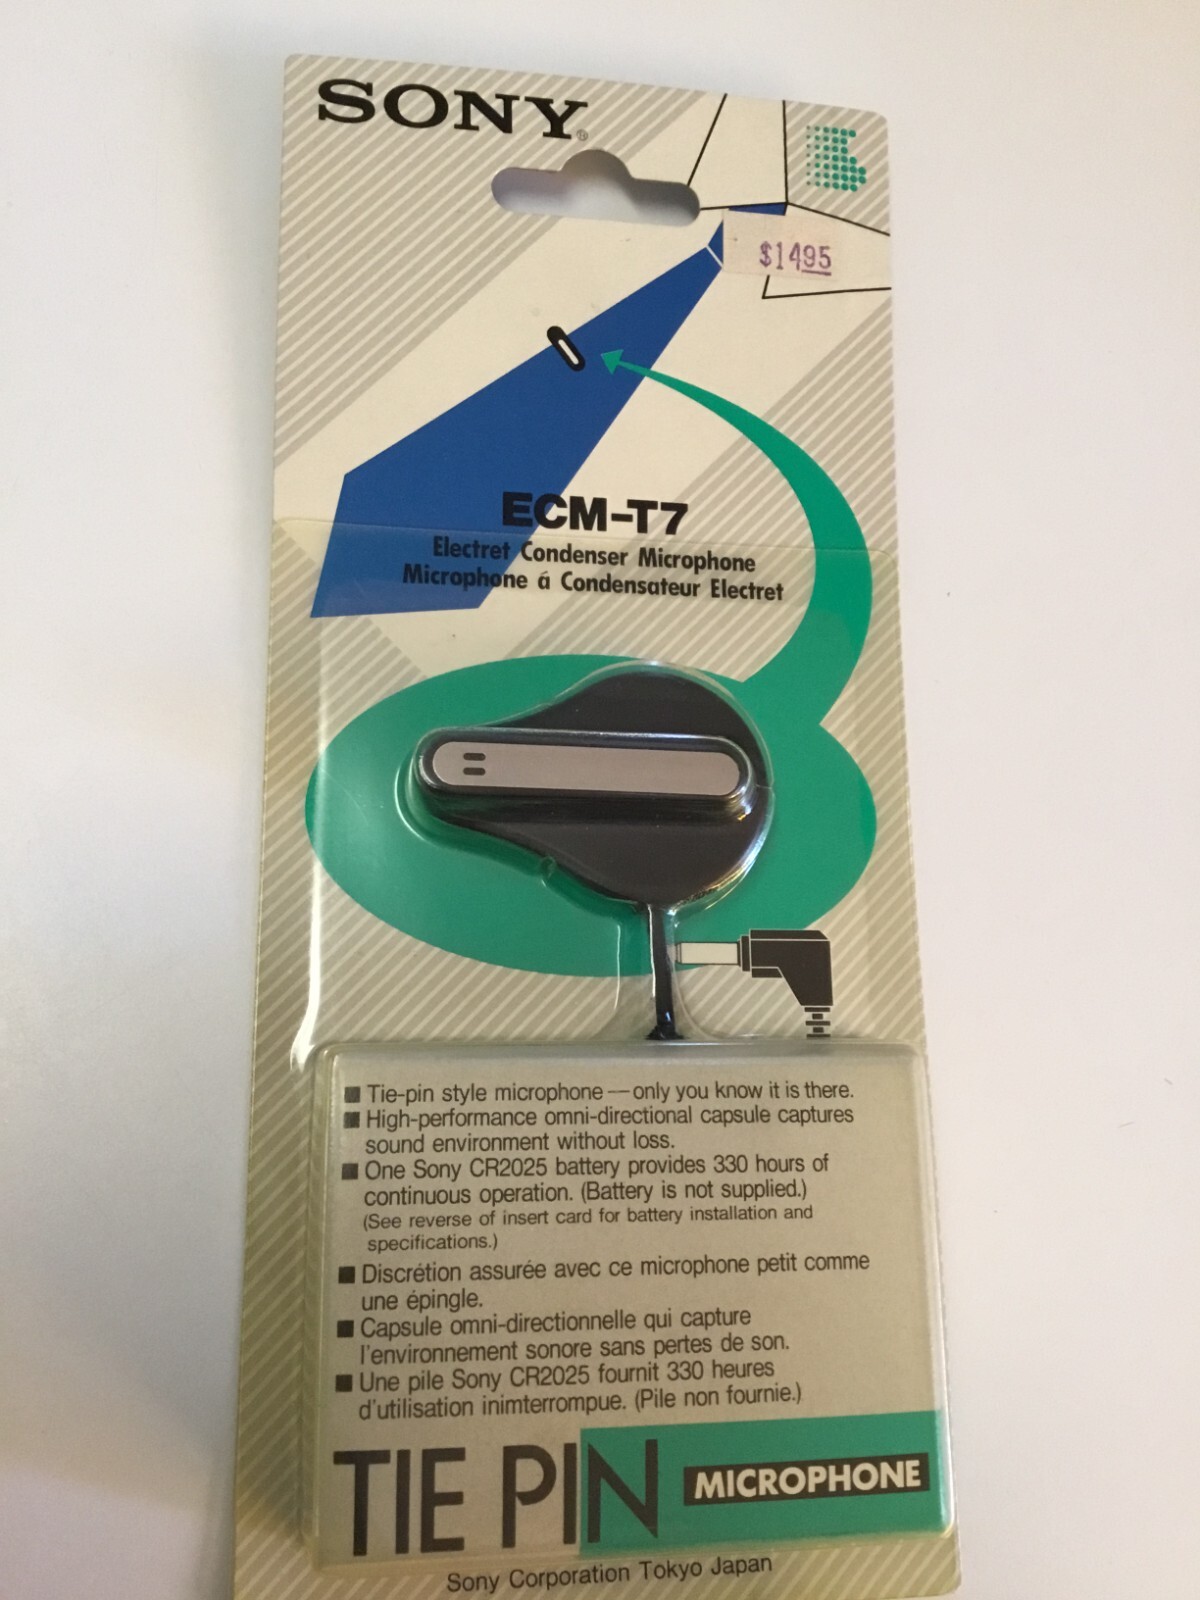 SONY®
$1495
ECM-T7
Electret Condenser Microphone
Microphone á Condensateur Electret
■ Tie-pin style microphone — only you know it is there.
■ High-performance omni-directional capsule captures
sound environment without loss.
■ One Sony CR2025 battery provides 330 hours of
continuous operation. (Battery is not supplied.)
(See reverse of insert card for battery installation and
specifications.)
■ Discrétion assurée avec ce microphone petit comme
une épingle.
■ Capsule omni-directionnelle qui capture
l'environnement sonore sans pertes de son.
■ Une pile Sony CR2025 fournit 330 heures
d'utilisation inimterrompue. (Pile non fournie.)
TIE PIN MICROPHONE
Sony Corporation Tokyo Japan